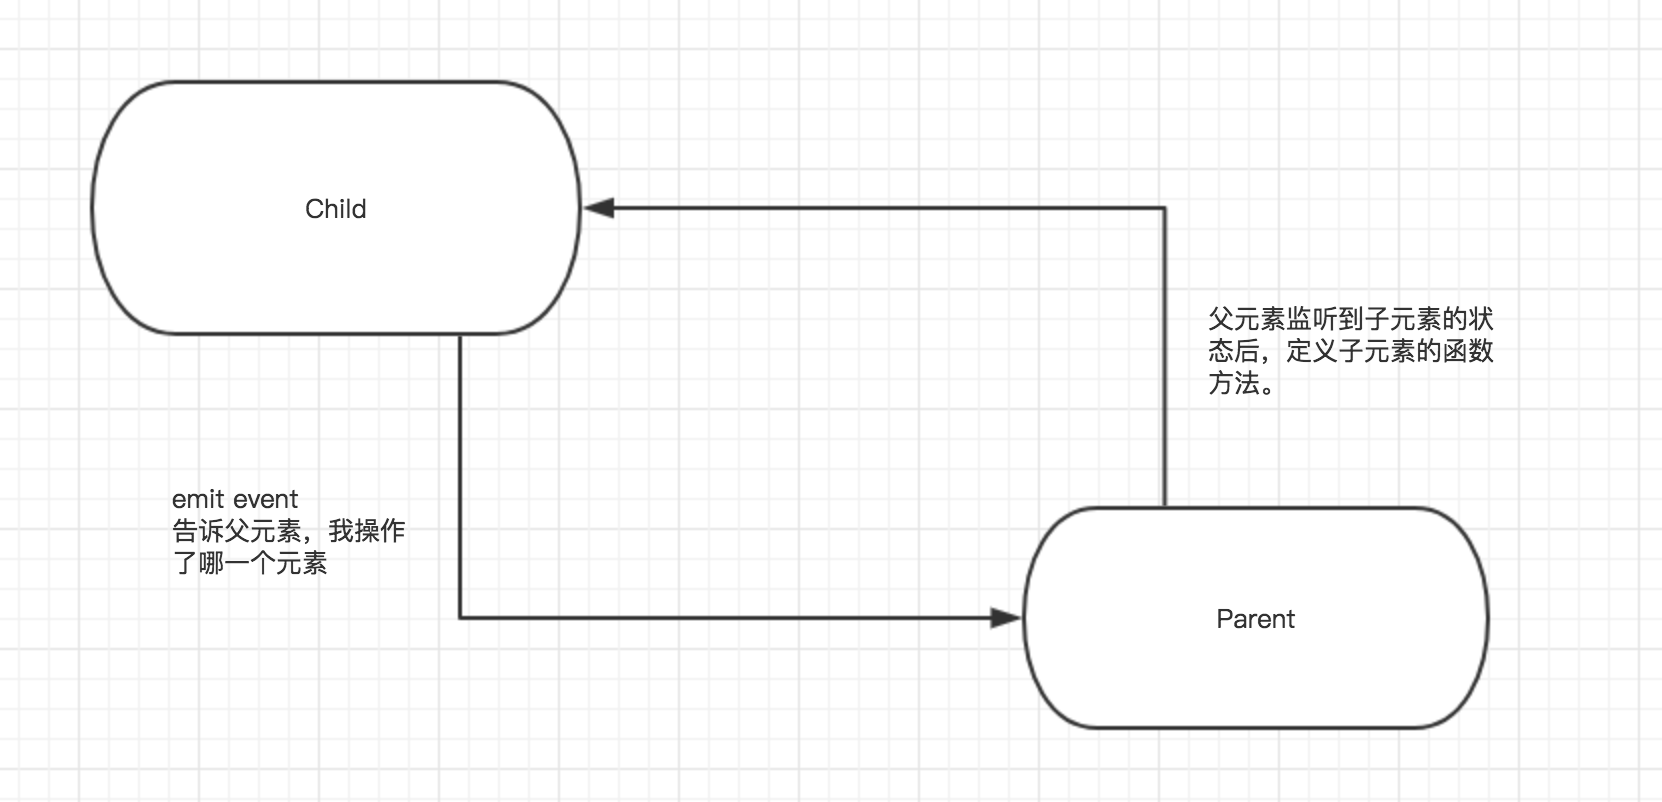 Child
父元素监听到子元素的状
态后，定义子元素的函数
方法。
emit event
告诉父元素，我操作
了哪一个元素
Parent